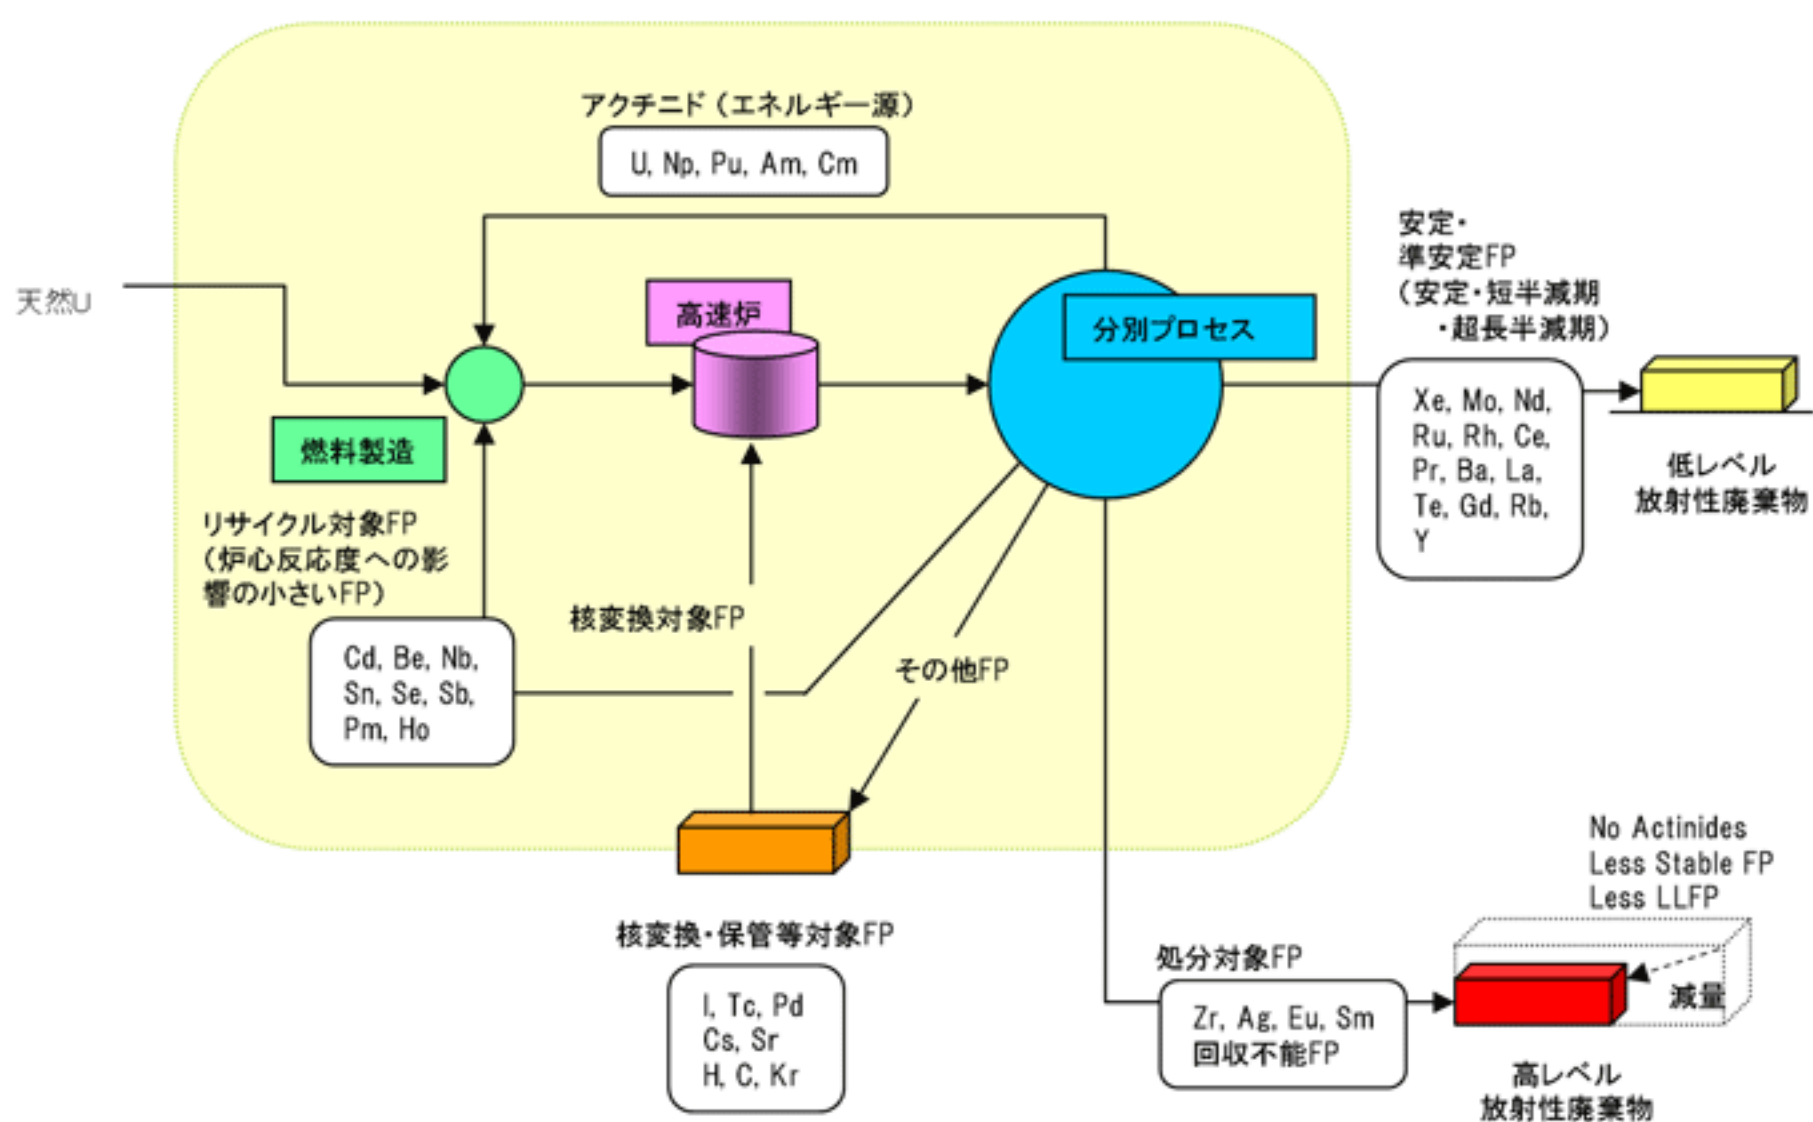 アクチニド（エネルギー源）
U, Np, Pu, Am, Cm
天然U
高速炉
分別プロセス
燃料製造
安定・
準安定FP
（安定・短半減期
・超長半減期）
Xe, Mo, Nd,
Ru, Rh, Ce,
Pr, Ba, La,
Te, Gd, Rb,
Y
低レベル
放射性廃棄物
リサイクル対象FP
（炉心反応度への影
響の小さいFP）
Cd, Be, Nb,
Sn, Se, Sb,
Pm, Ho
核変換対象FP
その他FP
核変換・保管等対象FP
I, Tc, Pd
Cs, Sr
H, C, Kr
処分対象FP
Zr, Ag, Eu, Sm
回収不能FP
No Actinides
Less Stable FP
Less LLFP
減量
高レベル
放射性廃棄物